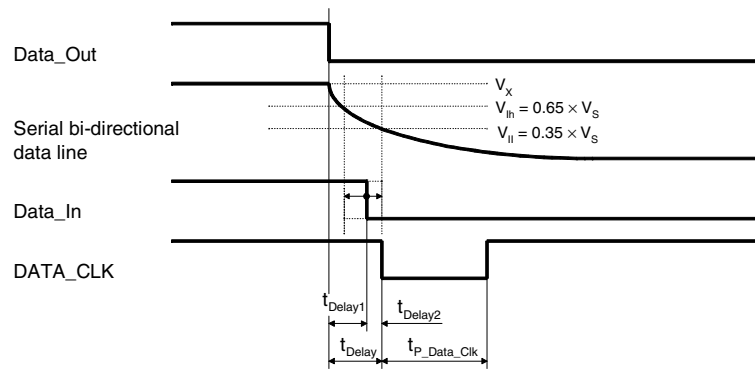 Data_Out
V_X
V_Ih = 0.65 × V_S
V_Il = 0.35 × V_S
Serial bi-directional
data line
Data_In
DATA_CLK
t_Delay1
t_Delay2
t_Delay
t_P_Data_Clk